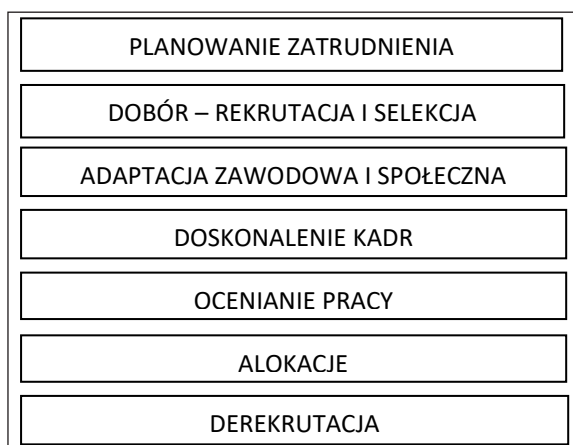 PLANOWANIE ZATRUDNIENIA
DOBÓR – REKRUTACJA I SELEKCJA
ADAPTACJA ZAWODOWA I SPOŁECZNA
DOSKONALENIE KADR
OCENIANIE PRACY
ALOKACJE
DEREKRUTACJA